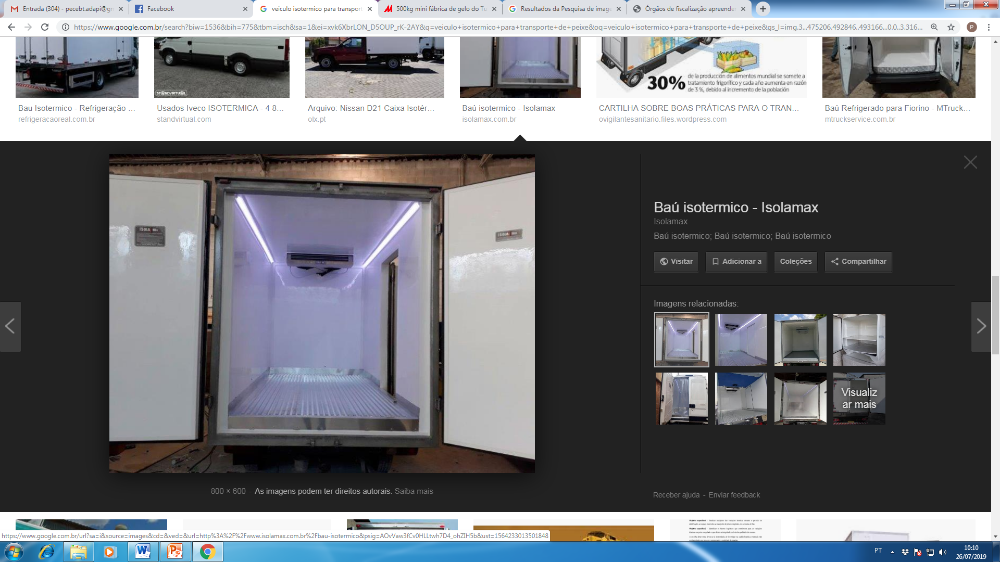 Entrada (304) - pecebt.adapi@gn
Facebook
veiculo isotermico para transport
500kg mini fábrica de gelo do Tu
Resultados da Pesquisa de image
Órgãos de fiscalização apreende
https://www.google.com.br/search?biw=1536&bih=775&tbm=isch&sa=1&ei=xvk6XbrLON_D5OUP_rK-2AY&q=veiculo+isotermico+para+transporte+de+peixe&oq=veiculo+isotermico+para+transporte+de+peixe&gs_l=img.3...475206.492846..493166...0.0..3.316...
P
STANDVIRTUAL
30%
de la producción de alimentos mundial se somete a
tratamiento frigorífico y cada año aumenta en razón
de 3 %, debido al incremento de la población
Bau Isotermico - Refrigeração ...
refrigeracaoreal.com.br
Usados Iveco ISOTERMICA - 4 8...
standvirtual.com
Arquivo: Nissan D21 Caixa Isotér...
olx.pt
Baú isotermico - Isolamax
isolamax.com.br
CARTILHA SOBRE BOAS PRÁTICAS PARA O TRAN...
ovigilantesanitario.files.wordpress.com
Baú Refrigerado para Fiorino - MTruck...
mtruckservice.com.br
Baú isotermico - Isolamax
Isolamax
Baú isotermico; Baú isotermico; Baú isotermico
Visitar
Adicionar a
Coleções
Compartilhar
Imagens relacionadas:
Visualiz
ar mais
800 × 600 - As imagens podem ter direitos autorais. Saiba mais
Receber ajuda - Enviar feedback
https://www.google.com.br/url?sa=i&source=images&cd=&ved=&url=http%3A%2F%2Fwww.isolamax.com.br%2Fbau-isotermico&psig=AOvVaw3fCv0HLLtwh7D4_ohZIH5b&ust=1564233013501848
PT
10:10
26/07/2019